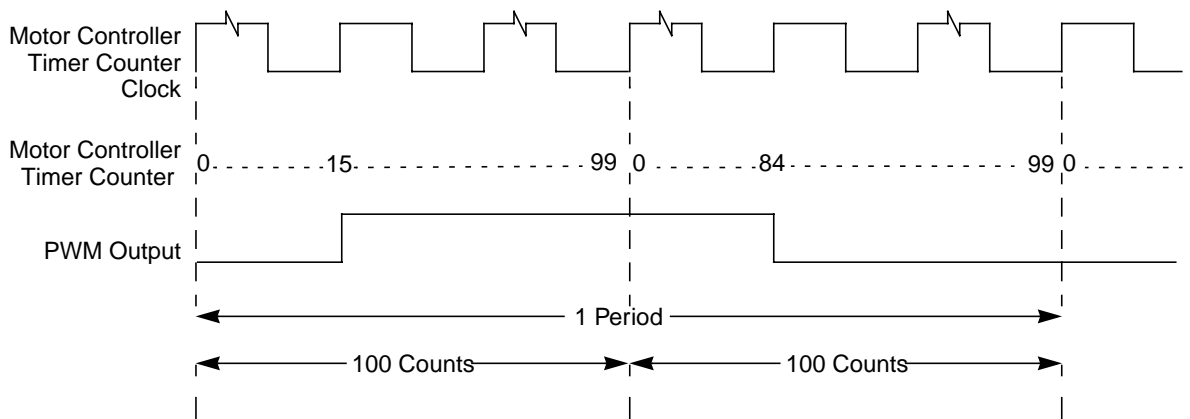 Motor Controller
Timer Counter
Clock
Motor Controller
Timer Counter
0 15 99 0 84 99 0
PWM Output
1 Period
100 Counts 100 Counts